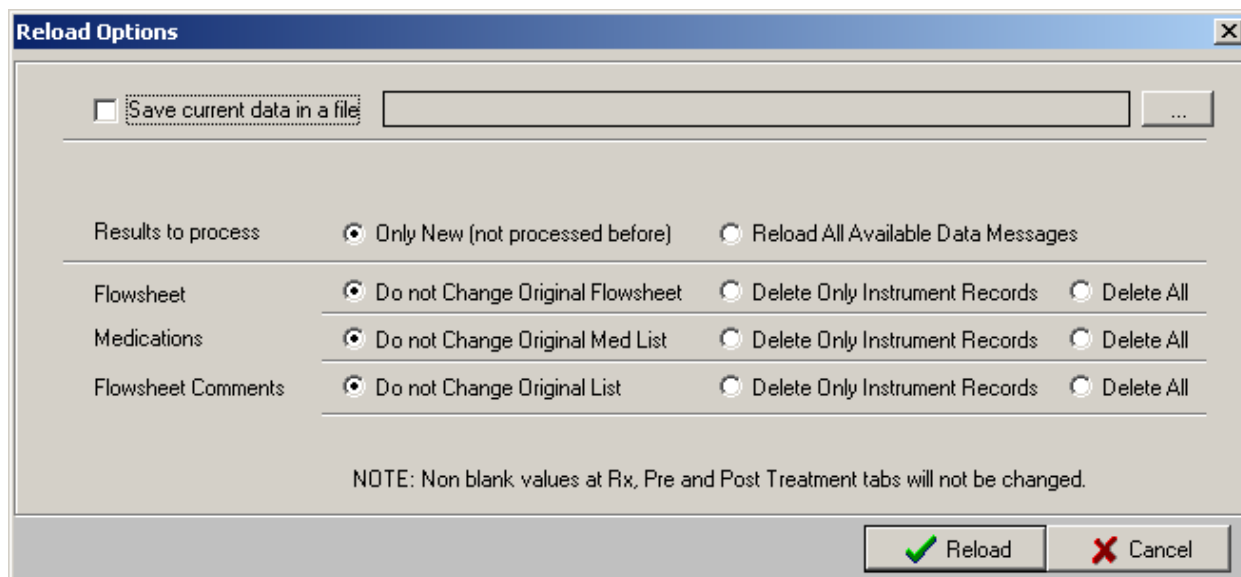 Reload Options
Save current data in a file ...
Results to process Only New (not processed before) Reload All Available Data Messages
Flowsheet Do not Change Original Flowsheet Delete Only Instrument Records Delete All
Medications Do not Change Original Med List Delete Only Instrument Records Delete All
Flowsheet Comments Do not Change Original List Delete Only Instrument Records Delete All
NOTE: Non blank values at Rx, Pre and Post Treatment tabs will not be changed.
Reload Cancel